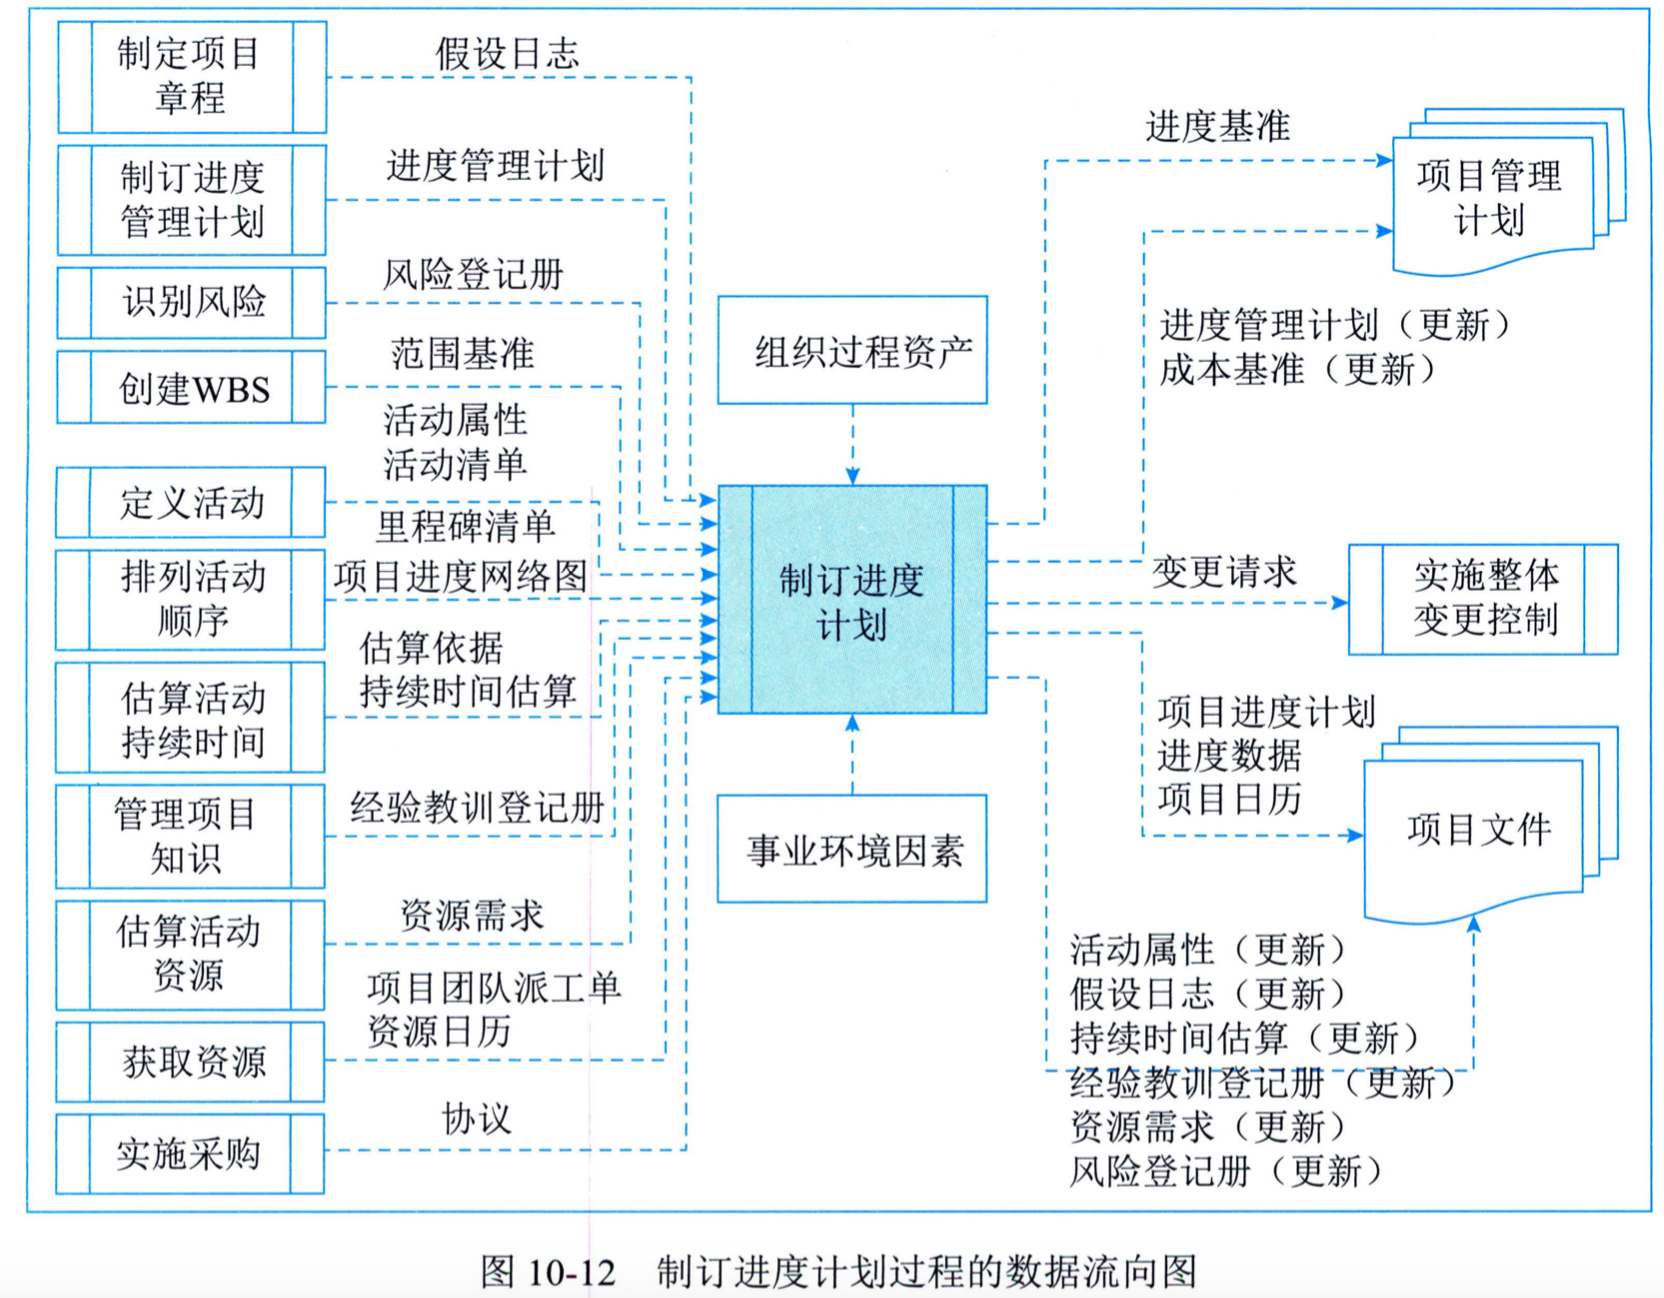 制定项目
章程
假设日志
制订进度
管理计划
进度管理计划
识别风险
风险登记册
创建WBS
范围基准
定义活动
活动属性
活动清单
里程碑清单
排列活动
顺序
项目进度网络图
估算活动
持续时间
估算依据
持续时间估算
管理项目
知识
经验教训登记册
估算活动
资源
资源需求
获取资源
项目团队派工单
资源日历
实施采购
协议
组织过程资产
制订进度
计划
事业环境因素
进度基准
项目管理
计划
进度管理计划（更新）
成本基准（更新）
变更请求
实施整体
变更控制
项目进度计划
进度数据
项目日历
项目文件
活动属性（更新）
假设日志（更新）
持续时间估算（更新）
经验教训登记册（更新）
资源需求（更新）
风险登记册（更新）
图 10-12 制订进度计划过程的数据流向图